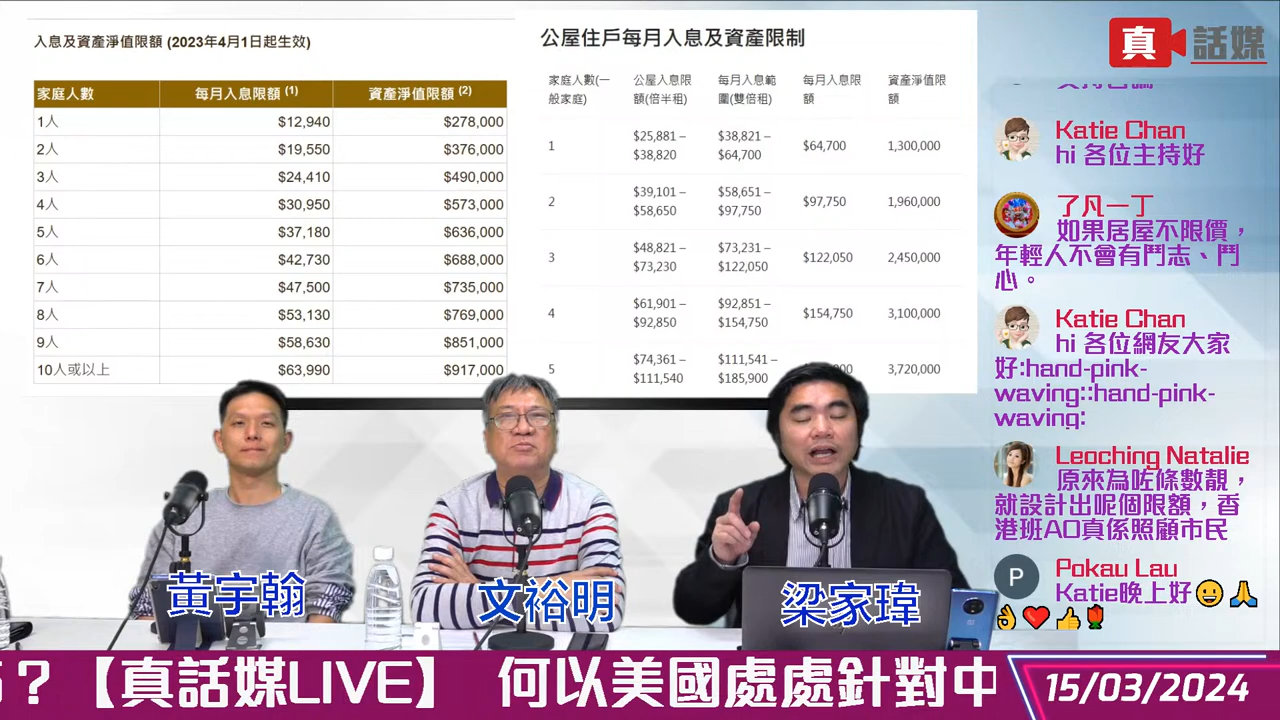 入息及資產淨值限額 (2023年4月1日起生效)
家庭人數 每月入息限額 (1) 資產淨值限額 (2)
1人 $12,940 $278,000
2人 $19,550 $376,000
3人 $24,410 $490,000
4人 $30,950 $573,000
5人 $37,180 $636,000
6人 $42,730 $688,000
7人 $47,500 $735,000
8人 $53,130 $769,000
9人 $58,630 $851,000
10人或以上 $63,990 $917,000
公屋住戶每月入息及資產限制
家庭人數(一 公屋入息限 每月入息範 每月入息限 資產淨值限
般家庭) 額(倍半租) 圍(雙倍租) 額 額
1 $25,881 – $38,821 – $64,700 1,300,000
$38,820 $64,700
2 $39,101 – $58,651 – $97,750 1,960,000
$58,650 $97,750
3 $48,821 – $73,231 – $122,050 2,450,000
$73,230 $122,050
4 $61,901 – $92,851 – $154,750 3,100,000
$92,850 $154,750
5 $74,361 – $111,541 – 3,720,000
$111,540 $185,900
真話媒
Katie Chan
hi 各位主持好
了凡一丁
如果居屋不限價，
年輕人不會有鬥志、鬥
心。
Katie Chan
hi 各位網友大家
好:hand-pink-
waving::hand-pink-
waving:
Leoching Natalie
原來為咗條數靚，
就設計出呢個限額，香
港班AO真係照顧市民
P
Pokau Lau
Katie晚上好😀🙏
👌❤️👍🌹
黃宇翰
文裕明
梁家瑋
？【真話媒LIVE】 何以美國處處針對中
15/03/2024